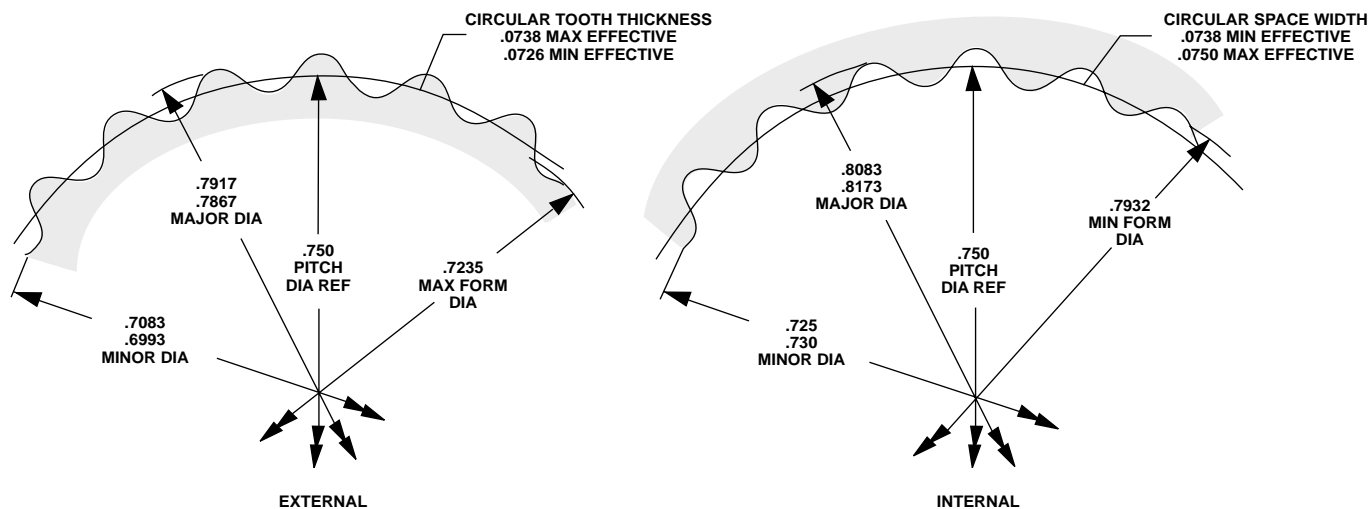 CIRCULAR TOOTH THICKNESS
.0738 MAX EFFECTIVE
.0726 MIN EFFECTIVE
.7917
.7867
MAJOR DIA
.750
PITCH
DIA REF
.7235
MAX FORM
DIA
.7083
.6993
MINOR DIA
EXTERNAL
CIRCULAR SPACE WIDTH
.0738 MIN EFFECTIVE
.0750 MAX EFFECTIVE
.8083
.8173
MAJOR DIA
.750
PITCH
DIA REF
.7932
MIN FORM
DIA
.725
.730
MINOR DIA
INTERNAL